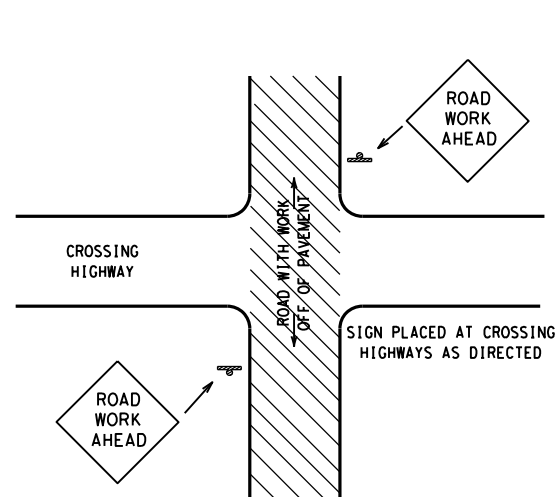 ROAD
WORK
AHEAD
CROSSING
HIGHWAY
ROAD WITH WORK
OFF OF PAVEMENT
SIGN PLACED AT CROSSING
HIGHWAYS AS DIRECTED
ROAD
WORK
AHEAD